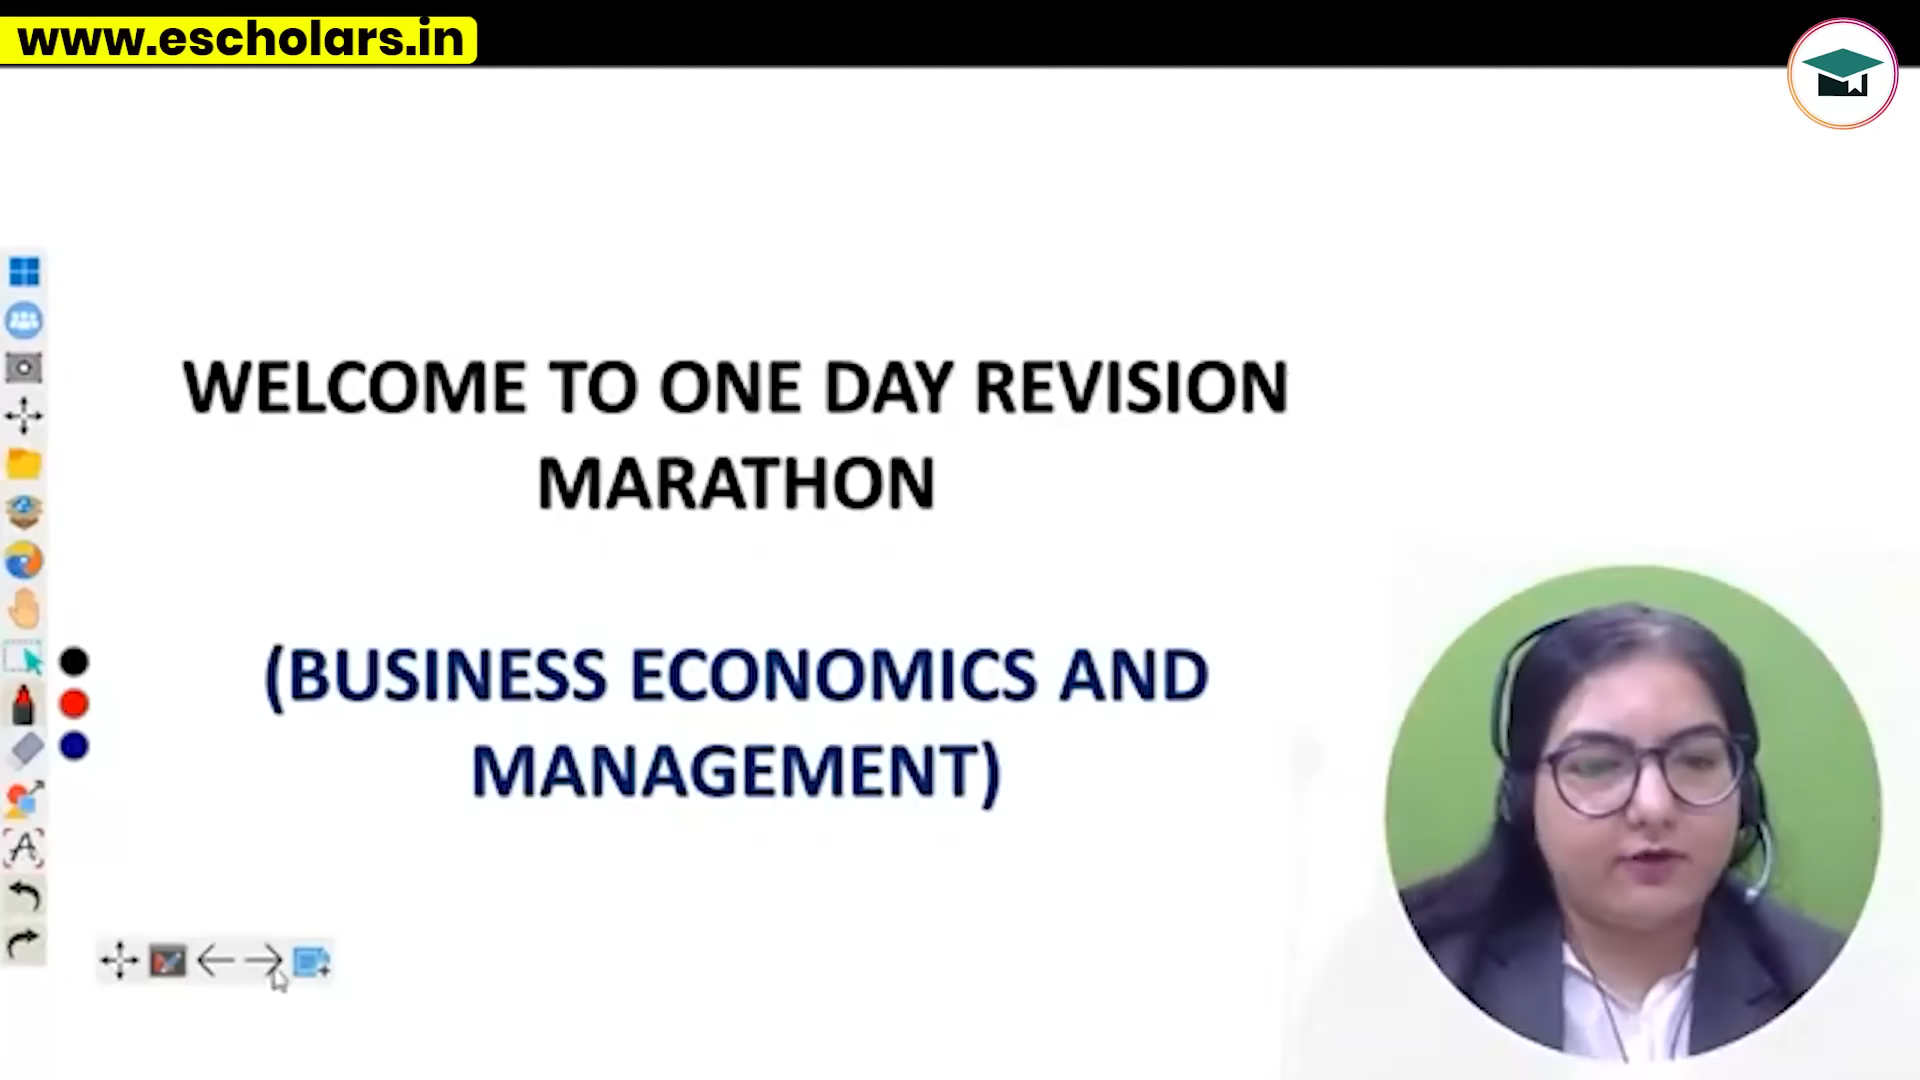 www.escholars.in
WELCOME TO ONE DAY REVISION
MARATHON
(BUSINESS ECONOMICS AND
MANAGEMENT)